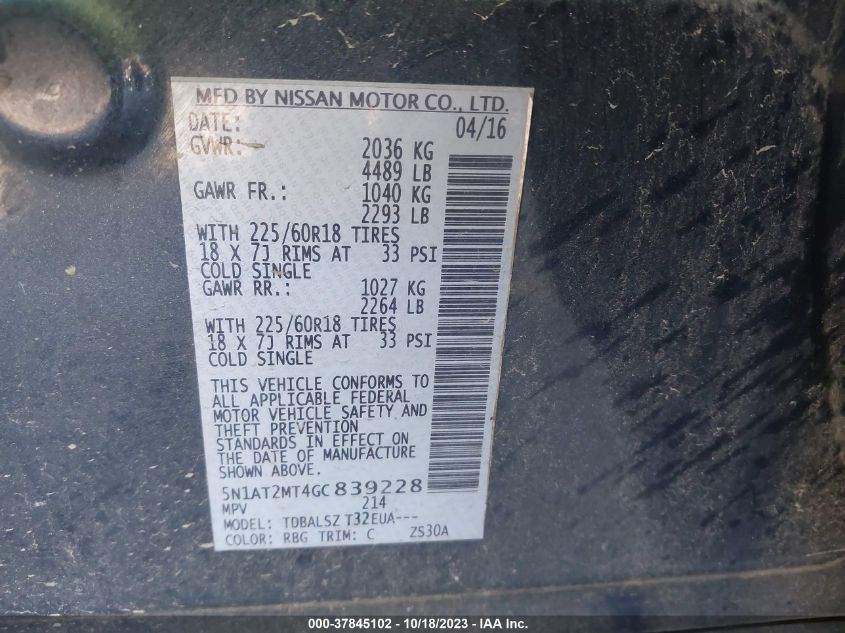 MFD BY NISSAN MOTOR CO., LTD.
DATE: 04/16
GVWR: 2036 KG
4489 LB
GAWR FR.: 1040 KG
2293 LB
WITH 225/60R18 TIRES
18 X 7J RIMS AT 33 PSI
COLD SINGLE
GAWR RR.: 1027 KG
2264 LB
WITH 225/60R18 TIRES
18 X 7J RIMS AT 33 PSI
COLD SINGLE
THIS VEHICLE CONFORMS TO
ALL APPLICABLE FEDERAL
MOTOR VEHICLE SAFETY AND
THEFT PREVENTION
STANDARDS IN EFFECT ON
THE DATE OF MANUFACTURE
SHOWN ABOVE.
5N1AT2MT4GC839228
MPV 214
MODEL: TDBALSZ T32EUA---
COLOR: RBG TRIM: C ZS30A
000-37845102 - 10/18/2023 - IAA Inc.